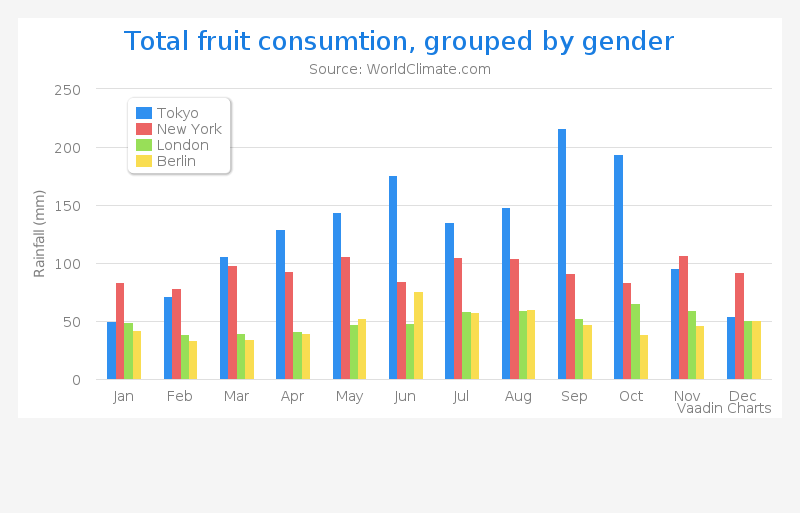 Total fruit consumtion, grouped by gender
Source: WorldClimate.com
Rainfall (mm)
250
200
150
100
50
0
Tokyo
New York
London
Berlin
Jan Feb Mar Apr May Jun Jul Aug Sep Oct Nov Dec
Vaadin Charts